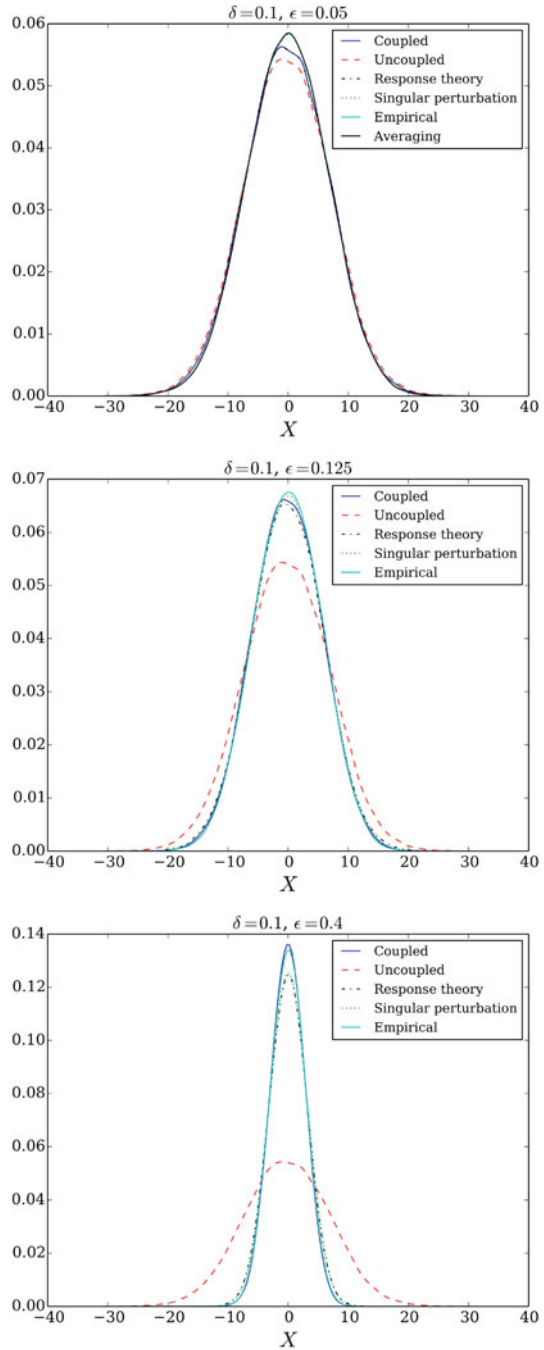 δ=0.1, ϵ=0.05
0.06
0.05
0.04
0.03
0.02
0.01
0.00
Coupled
Uncoupled
Response theory
Singular perturbation
Empirical
Averaging
−40 −30 −20 −10 0 10 20 30 40
X
δ=0.1, ϵ=0.125
0.07
0.06
0.05
0.04
0.03
0.02
0.01
0.00
Coupled
Uncoupled
Response theory
Singular perturbation
Empirical
−40 −30 −20 −10 0 10 20 30 40
X
δ=0.1, ϵ=0.4
0.14
0.12
0.10
0.08
0.06
0.04
0.02
0.00
Coupled
Uncoupled
Response theory
Singular perturbation
Empirical
−40 −30 −20 −10 0 10 20 30 40
X